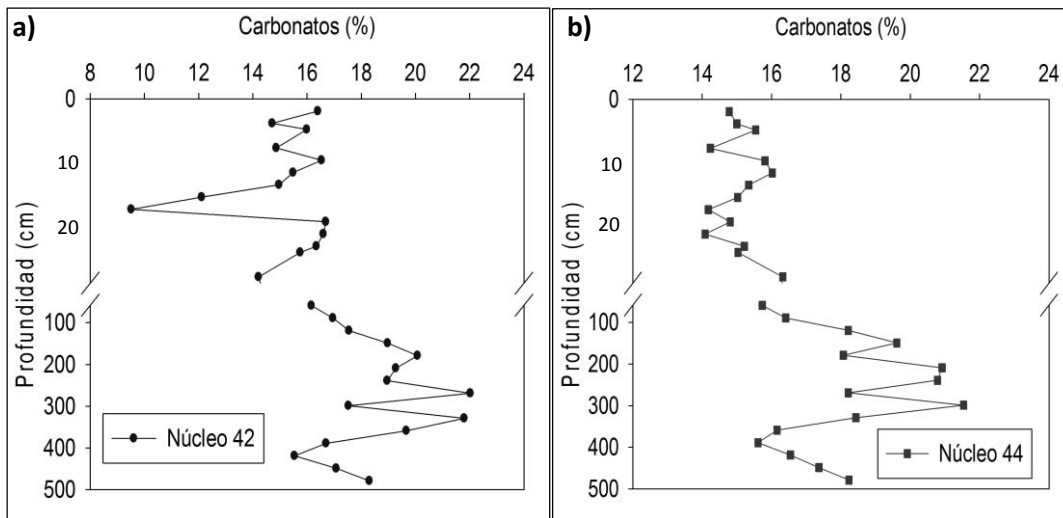 a)
Carbonatos (%)
8 10 12 14 16 18 20 22 24
0
10
20
100
200
300
400
500
Profundidad (cm)
Núcleo 42
b)
Carbonatos (%)
12 14 16 18 20 22 24
0
10
20
100
200
300
400
500
Profundidad (cm)
Núcleo 44